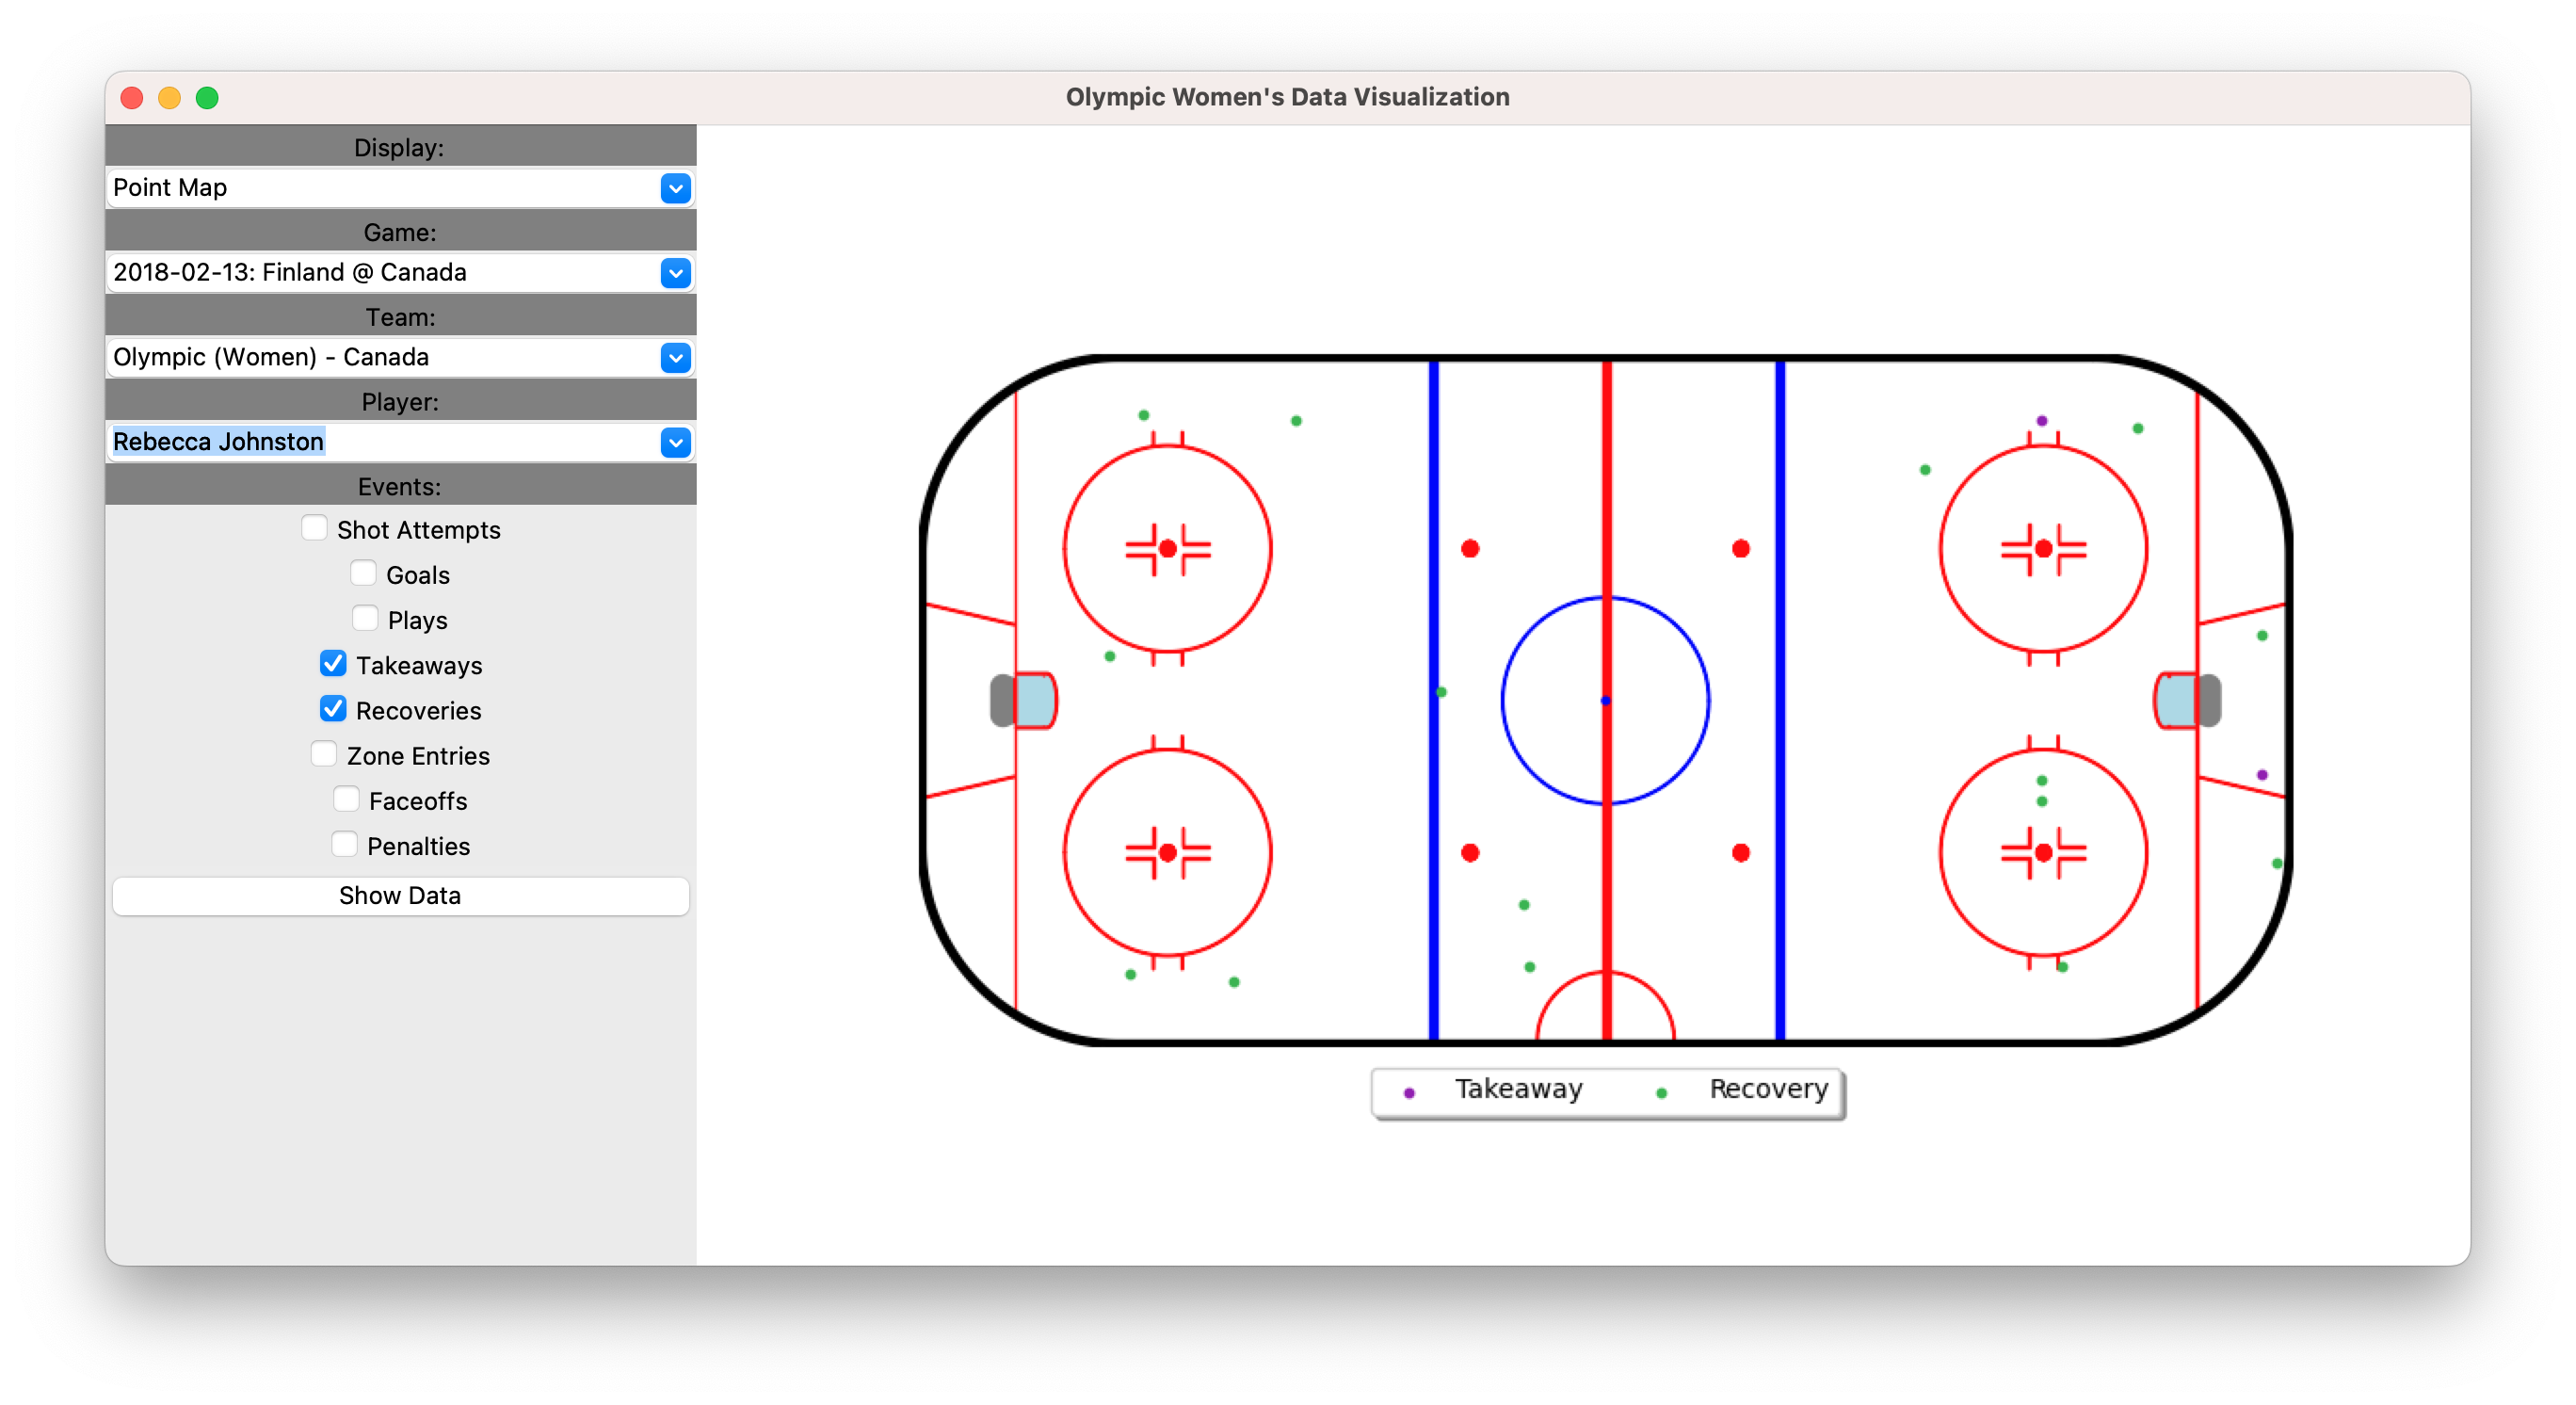 Olympic Women's Data Visualization
Display:
Point Map
Game:
2018-02-13: Finland @ Canada
Team:
Olympic (Women) - Canada
Player:
Rebecca Johnston
Events:
Shot Attempts
Goals
Plays
Takeaways
Recoveries
Zone Entries
Faceoffs
Penalties
Show Data
Takeaway Recovery